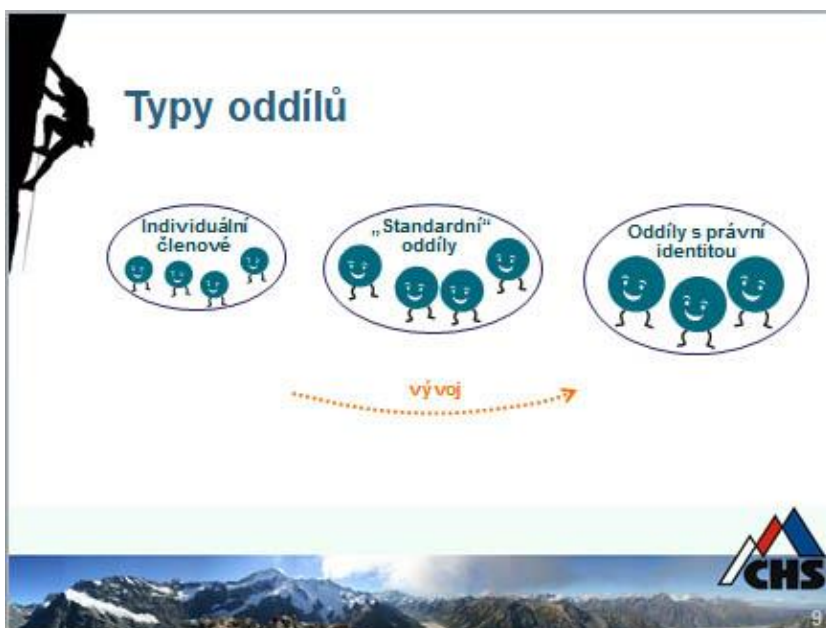 Typy oddílů
Individuální
členové
„Standardní“
oddíly
Oddíly s právní
identitou
vývoj
CHS
9